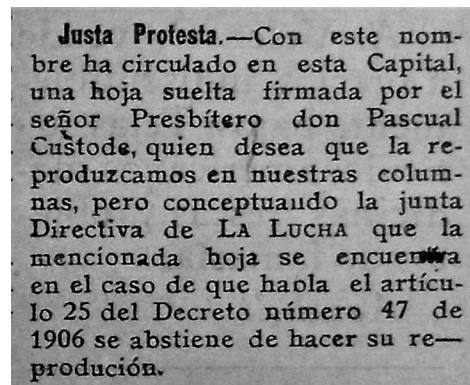 Justa Protesta.—Con este nom-
bre ha circulado en esta Capital,
una hoja suelta firmada por el
señor Presbítero don Pascual
Custode, quien desea que la re-
produzcamos en nuestras colum-
nas, pero conceptuando la junta
Directiva de LA LUCHA que la
mencionada hoja se encuentra
en el caso de que habla el artícu-
lo 25 del Decreto número 47 de
1906 se abstiene de hacer su re—
produción.